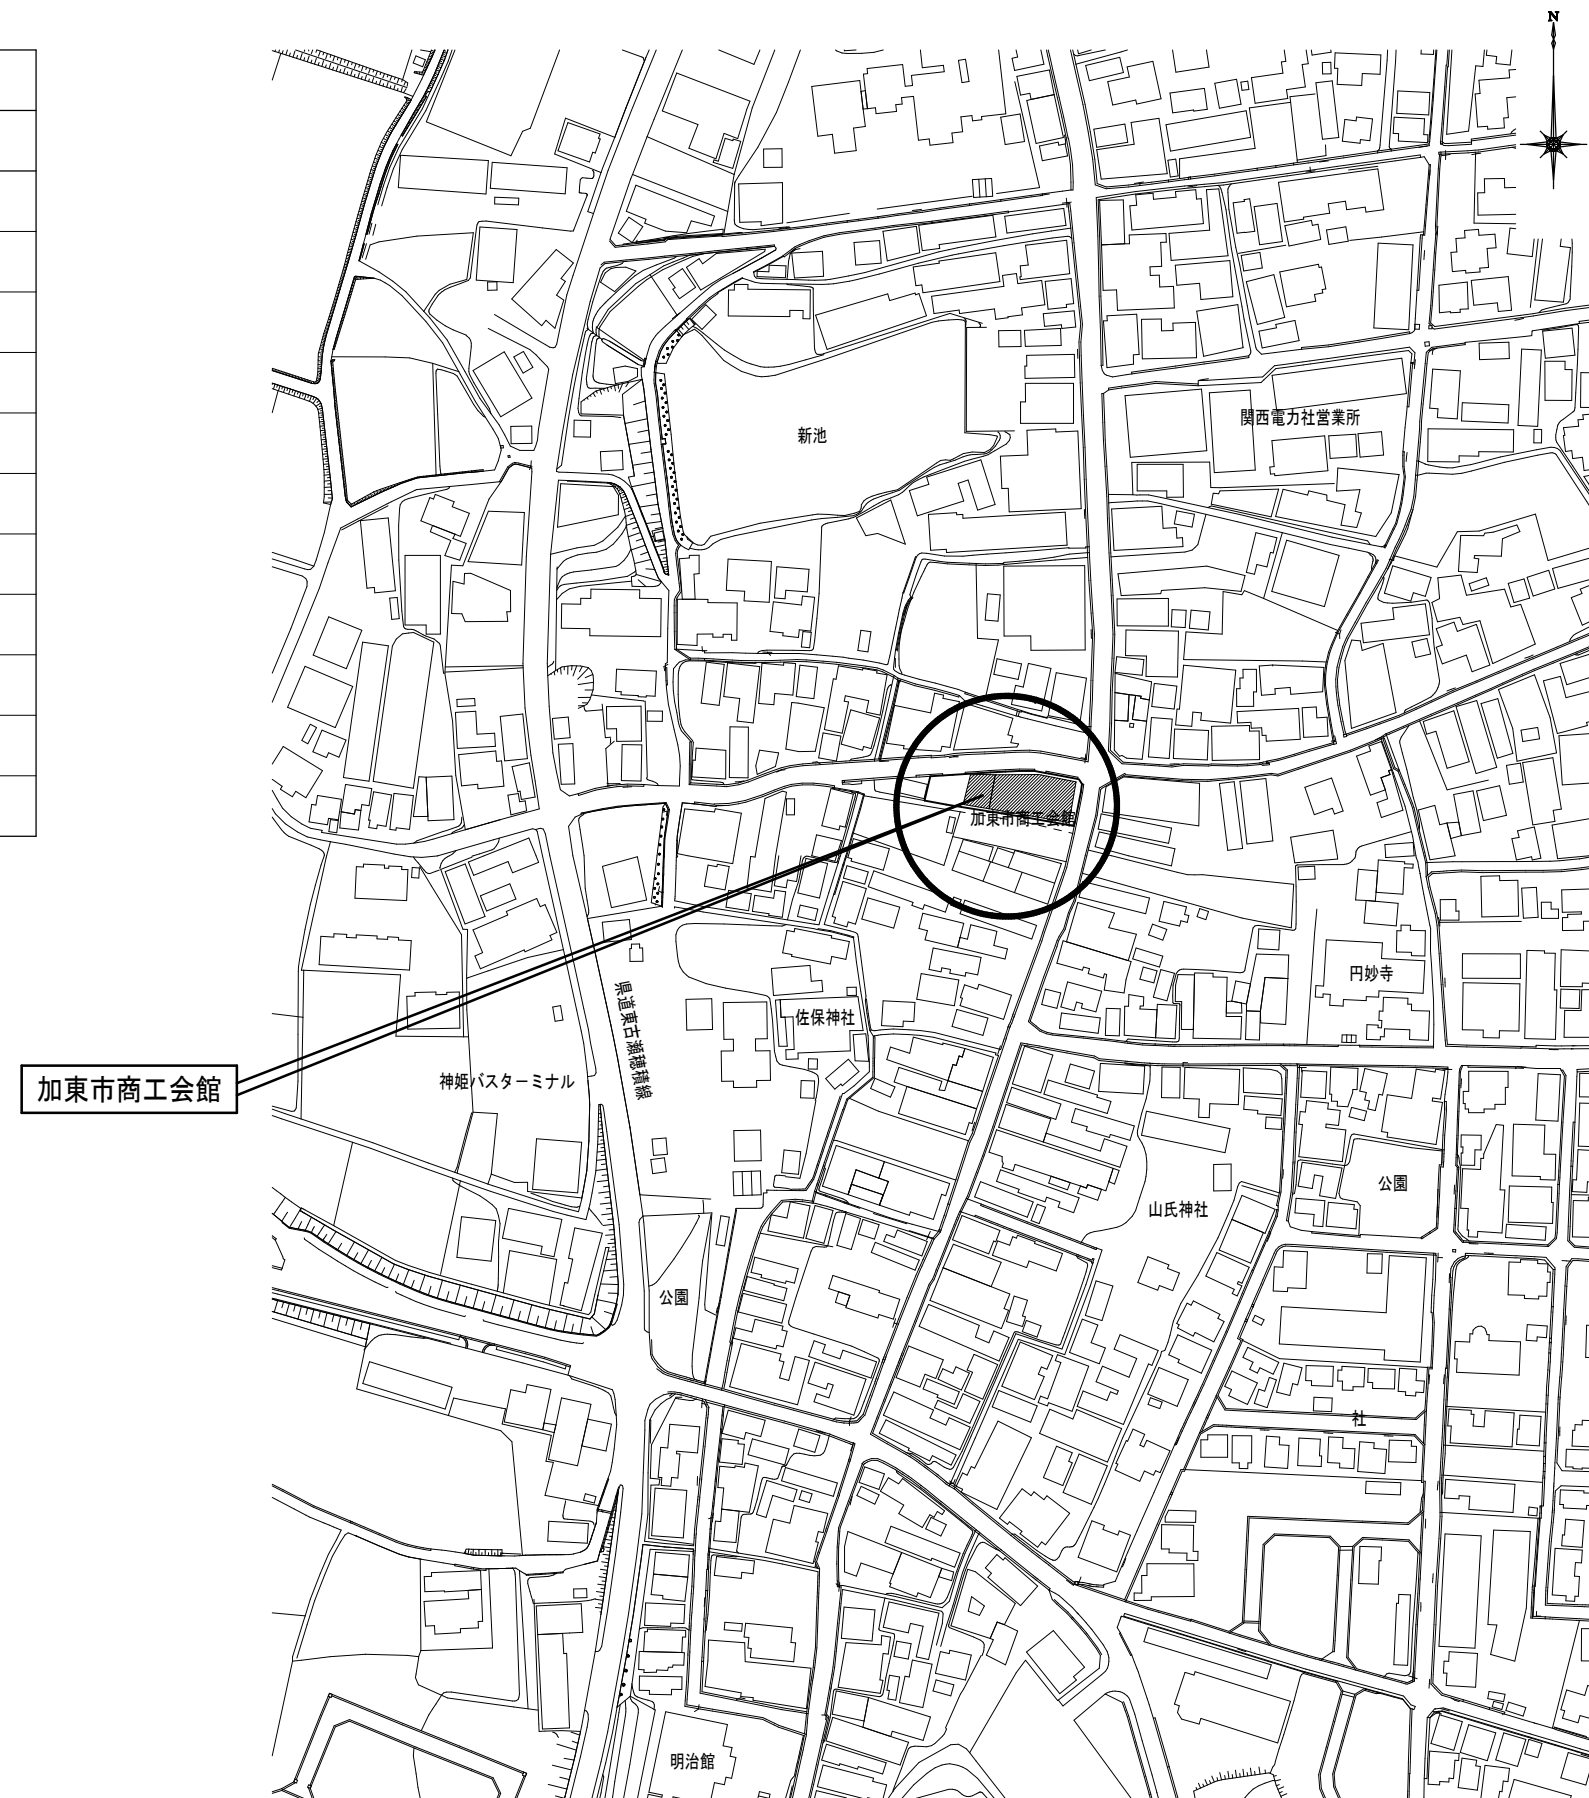 N
関西電力社営業所
新池
加東市商工会館
円妙寺
県道東古瀬穂積線
佐保神社
加東市商工会館
神姫バスターミナル
公園
山氏神社
公園
社
明治館